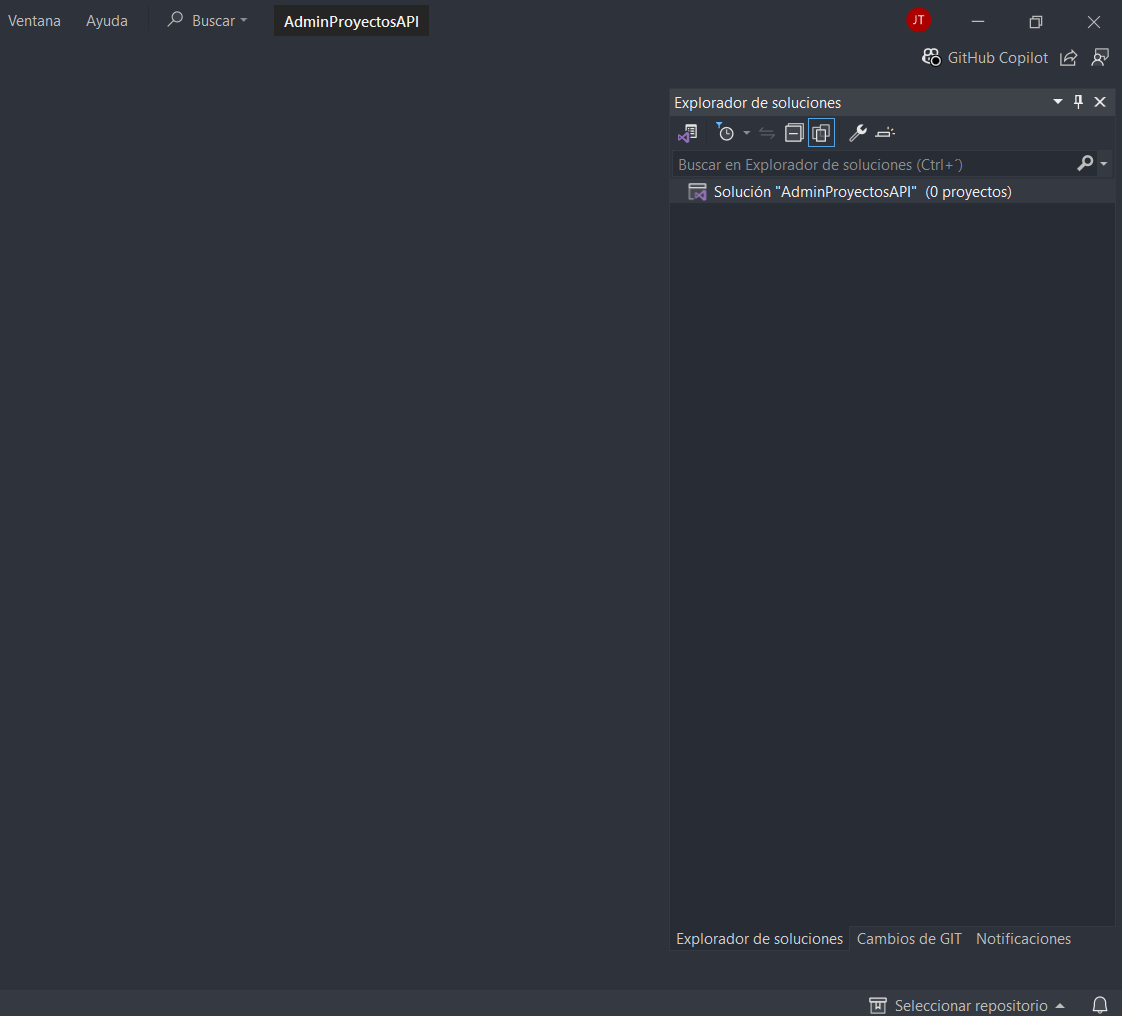 Ventana Ayuda Buscar AdminProyectosAPI JT
GitHub Copilot
Explorador de soluciones
Buscar en Explorador de soluciones (Ctrl+´)
Solución "AdminProyectosAPI" (0 proyectos)
Explorador de soluciones Cambios de GIT Notificaciones
Seleccionar repositorio